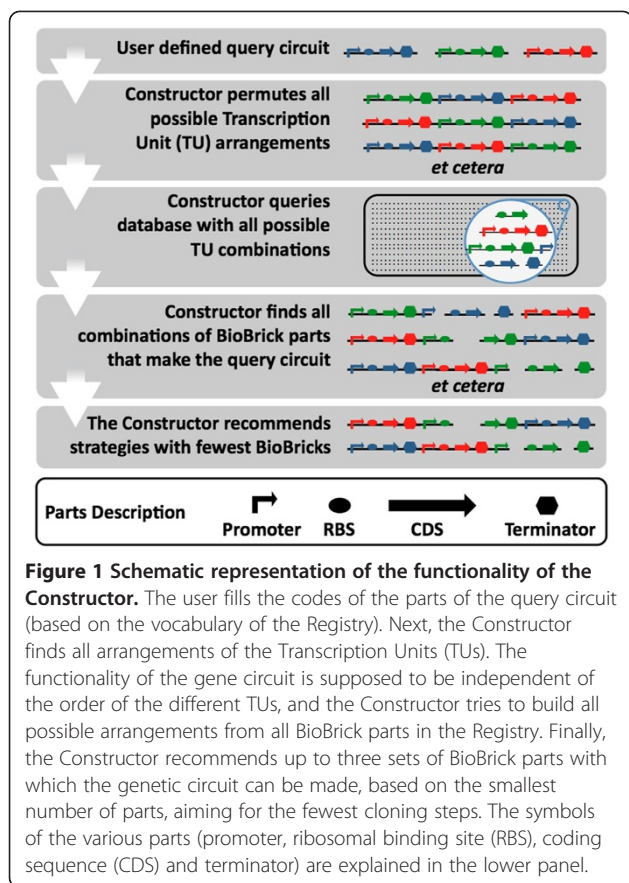 User defined query circuit
Constructor permutes all
possible Transcription
Unit (TU) arrangements
et cetera
Constructor queries
database with all possible
TU combinations
Constructor finds all
combinations of BioBrick parts
that make the query circuit
et cetera
The Constructor recommends
strategies with fewest BioBricks
Parts Description
Promoter RBS CDS Terminator
Figure 1 Schematic representation of the functionality of the
Constructor. The user fills the codes of the parts of the query circuit
(based on the vocabulary of the Registry). Next, the Constructor
finds all arrangements of the Transcription Units (TUs). The
functionality of the gene circuit is supposed to be independent of
the order of the different TUs, and the Constructor tries to build all
possible arrangements from all BioBrick parts in the Registry. Finally,
the Constructor recommends up to three sets of BioBrick parts with
which the genetic circuit can be made, based on the smallest
number of parts, aiming for the fewest cloning steps. The symbols
of the various parts (promoter, ribosomal binding site (RBS), coding
sequence (CDS) and terminator) are explained in the lower panel.